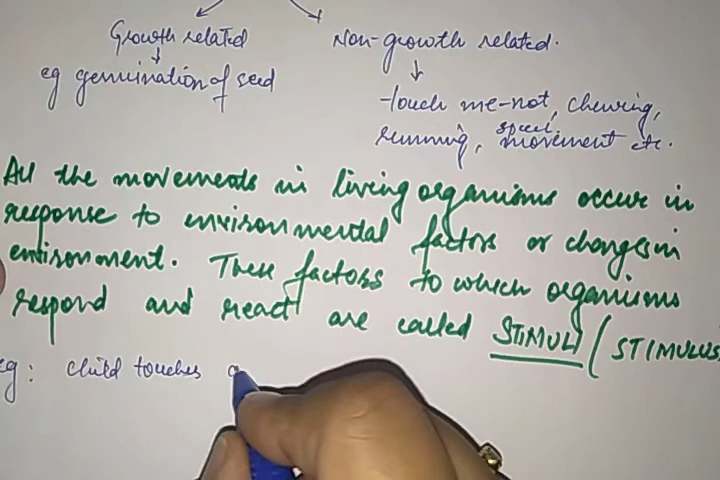 Growth related
Non-growth related.
eg germination of seed
touch me-not, chewing,
running, movement etc.
All the movements in living organisms occur in
response to environmental factors or changes in
environment. These factors to which organisms
respond and react are called STIMULI (STIMULUS
eg: child touches a